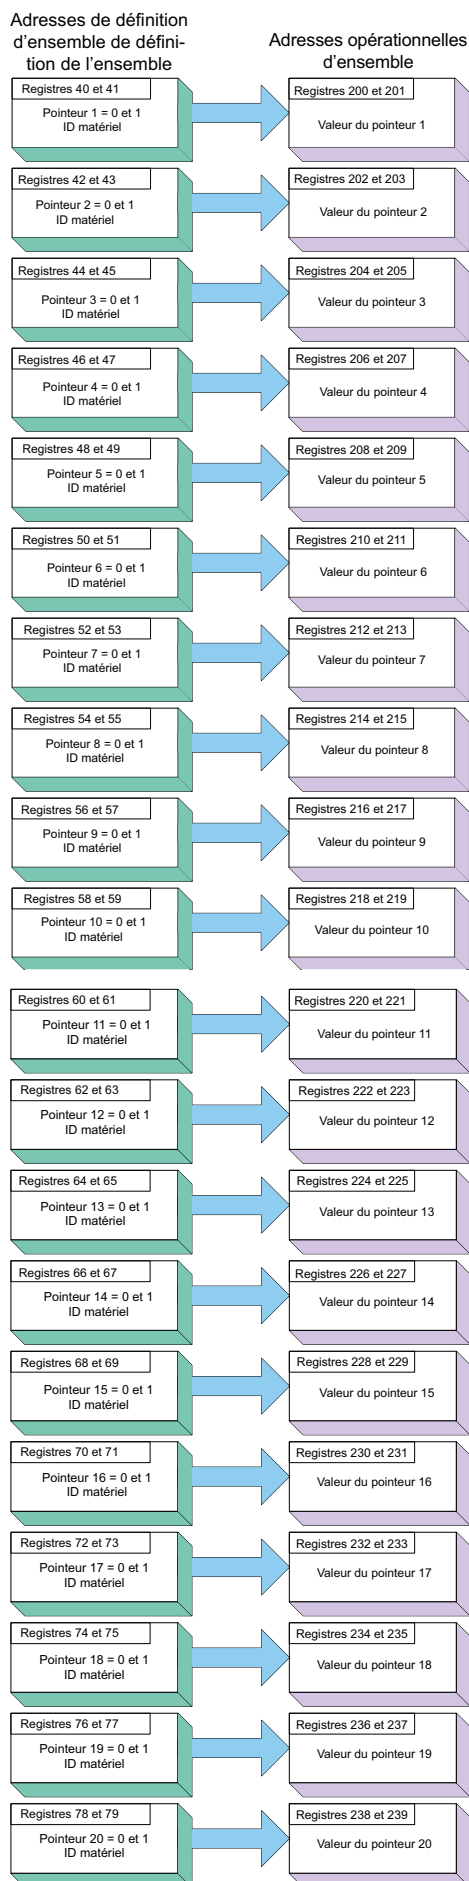 Adresses de définition
d'ensemble de défini-
tion de l'ensemble
Adresses opérationnelles
d'ensemble
Registres 40 et 41
Pointeur 1 = 0 et 1
ID matériel
Registres 200 et 201
Valeur du pointeur 1
Registres 42 et 43
Pointeur 2 = 0 et 1
ID matériel
Registres 202 et 203
Valeur du pointeur 2
Registres 44 et 45
Pointeur 3 = 0 et 1
ID matériel
Registres 204 et 205
Valeur du pointeur 3
Registres 46 et 47
Pointeur 4 = 0 et 1
ID matériel
Registres 206 et 207
Valeur du pointeur 4
Registres 48 et 49
Pointeur 5 = 0 et 1
ID matériel
Registres 208 et 209
Valeur du pointeur 5
Registres 50 et 51
Pointeur 6 = 0 et 1
ID matériel
Registres 210 et 211
Valeur du pointeur 6
Registres 52 et 53
Pointeur 7 = 0 et 1
ID matériel
Registres 212 et 213
Valeur du pointeur 7
Registres 54 et 55
Pointeur 8 = 0 et 1
ID matériel
Registres 214 et 215
Valeur du pointeur 8
Registres 56 et 57
Pointeur 9 = 0 et 1
ID matériel
Registres 216 et 217
Valeur du pointeur 9
Registres 58 et 59
Pointeur 10 = 0 et 1
ID matériel
Registres 218 et 219
Valeur du pointeur 10
Registres 60 et 61
Pointeur 11 = 0 et 1
ID matériel
Registres 220 et 221
Valeur du pointeur 11
Registres 62 et 63
Pointeur 12 = 0 et 1
ID matériel
Registres 222 et 223
Valeur du pointeur 12
Registres 64 et 65
Pointeur 13 = 0 et 1
ID matériel
Registres 224 et 225
Valeur du pointeur 13
Registres 66 et 67
Pointeur 14 = 0 et 1
ID matériel
Registres 226 et 227
Valeur du pointeur 14
Registres 68 et 69
Pointeur 15 = 0 et 1
ID matériel
Registres 228 et 229
Valeur du pointeur 15
Registres 70 et 71
Pointeur 16 = 0 et 1
ID matériel
Registres 230 et 231
Valeur du pointeur 16
Registres 72 et 73
Pointeur 17 = 0 et 1
ID matériel
Registres 232 et 233
Valeur du pointeur 17
Registres 74 et 75
Pointeur 18 = 0 et 1
ID matériel
Registres 234 et 235
Valeur du pointeur 18
Registres 76 et 77
Pointeur 19 = 0 et 1
ID matériel
Registres 236 et 237
Valeur du pointeur 19
Registres 78 et 79
Pointeur 20 = 0 et 1
ID matériel
Registres 238 et 239
Valeur du pointeur 20